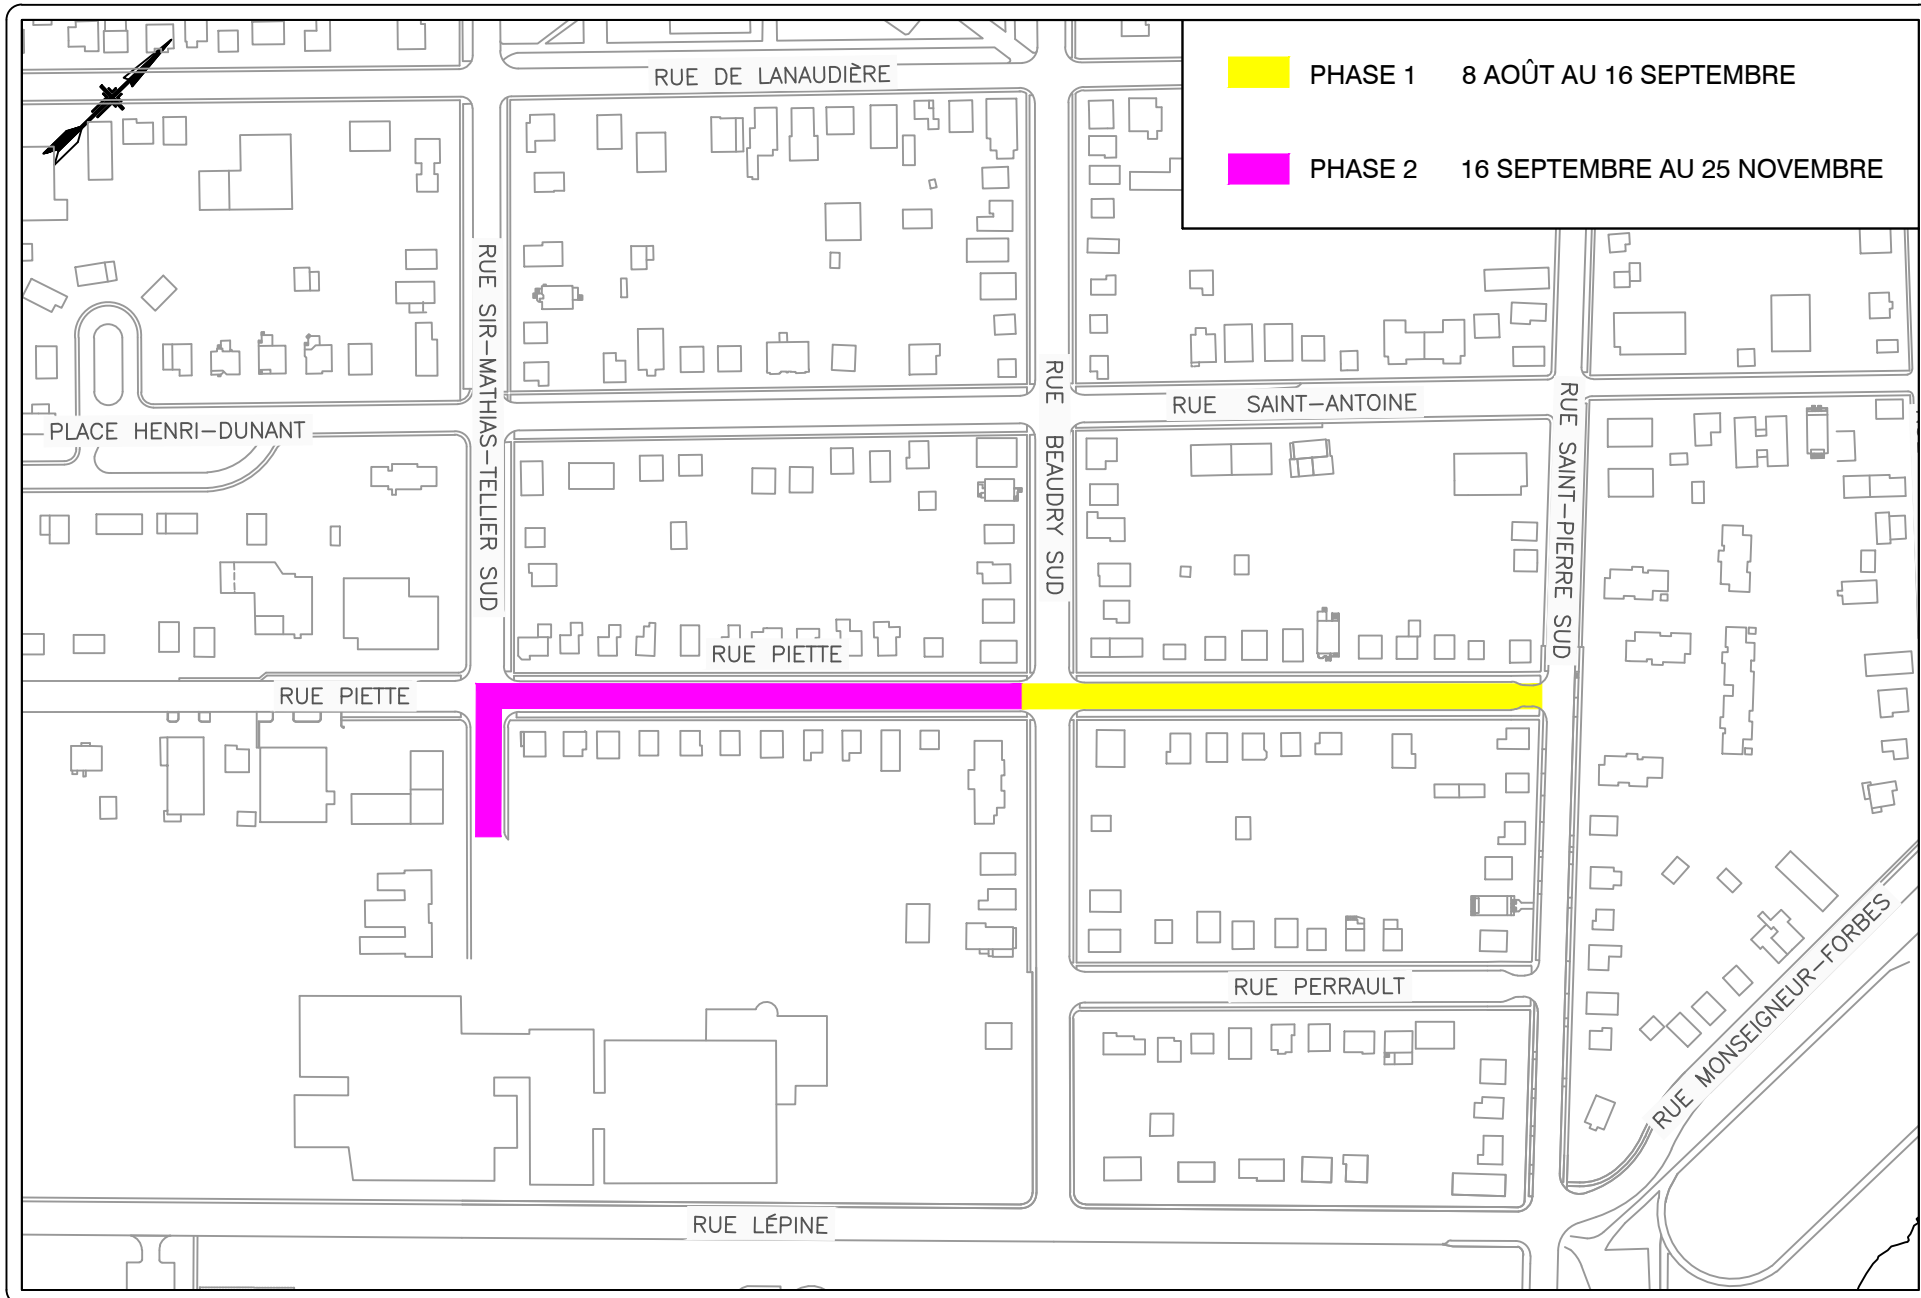 RUE DE LANAUDIÈRE
PHASE 1 8 AOÛT AU 16 SEPTEMBRE
PHASE 2 16 SEPTEMBRE AU 25 NOVEMBRE
RUE SIR-MATHIAS-TELLIER SUD
RUE BEAUDRY SUD
RUE SAINT-ANTOINE
RUE SAINT-PIERRE SUD
PLACE HENRI-DUNANT
RUE PIETTE
RUE PIETTE
RUE PERRAULT
RUE MONSEIGNEUR-FORBES
RUE LÉPINE